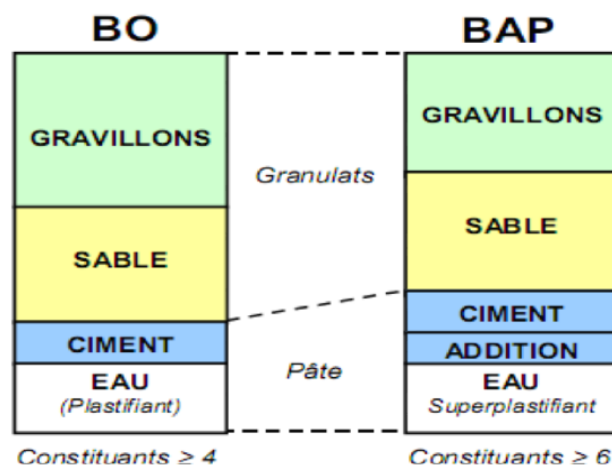 BO
BAP
GRAVILLONS
GRAVILLONS
Granulats
SABLE
SABLE
CIMENT
CIMENT
ADDITION
Pâte
EAU
(Plastifiant)
EAU
Superplastifiant
Constituants ≥ 4
Constituants ≥ 6